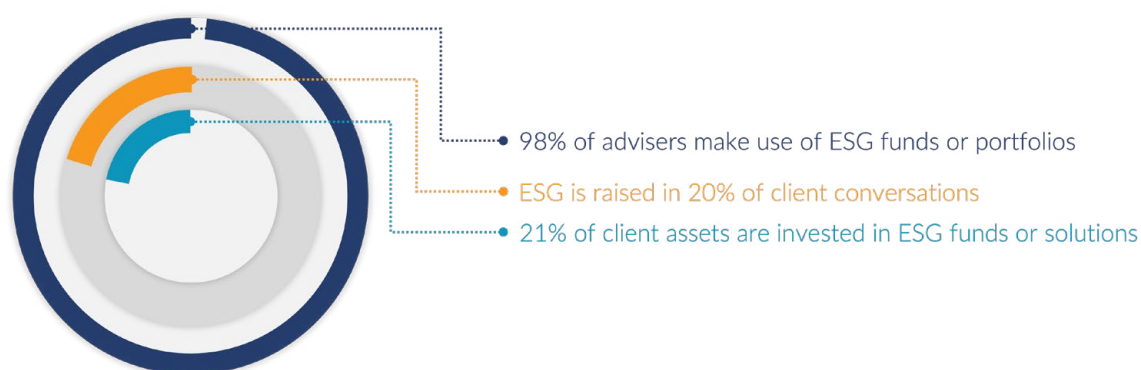 98% of advisers make use of ESG funds or portfolios
ESG is raised in 20% of client conversations
21% of client assets are invested in ESG funds or solutions